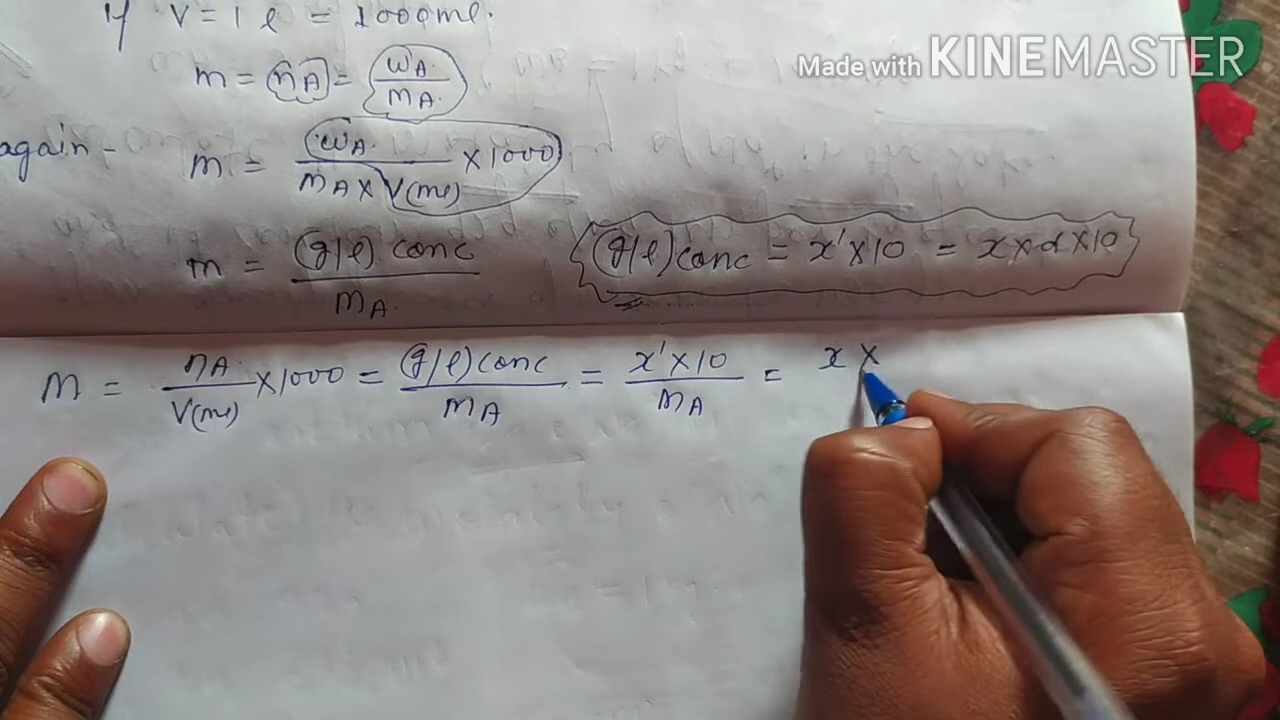 If V = 1 l = 1000ml.
m = nA = wA / mA.
Made with KINEMASTER
again - m = wA. / mA x V(ml) x 1000
m = (g/l) conc / mA. (g/l) conc = x' x 10 = x x d x 10
M = nA. / V(ml) x 1000 = (g/l) conc / mA = x' x 10 / mA = x x